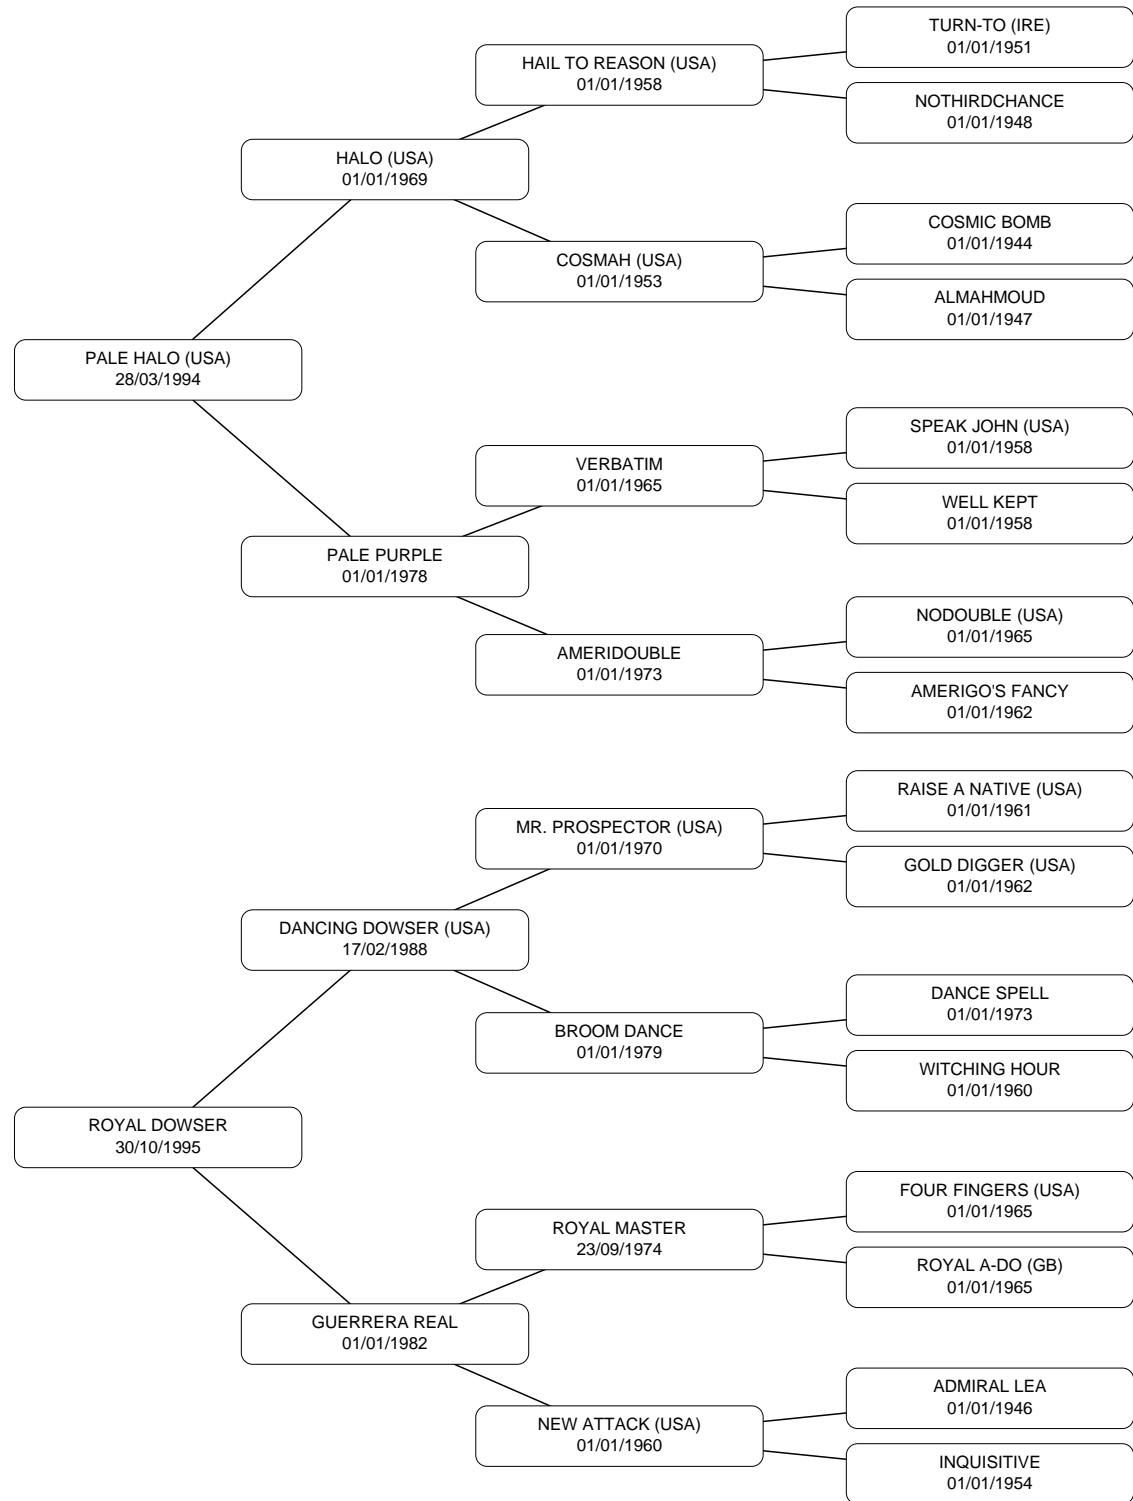 TURN-TO (IRE)
01/01/1951
HAIL TO REASON (USA)
01/01/1958
NOTHIRDCHANCE
01/01/1948
HALO (USA)
01/01/1969
COSMIC BOMB
01/01/1944
COSMAH (USA)
01/01/1953
ALMAHMOUD
01/01/1947
PALE HALO (USA)
28/03/1994
SPEAK JOHN (USA)
01/01/1958
VERBATIM
01/01/1965
WELL KEPT
01/01/1958
PALE PURPLE
01/01/1978
NODOUBLE (USA)
01/01/1965
AMERIDOUBLE
01/01/1973
AMERIGO'S FANCY
01/01/1962
RAISE A NATIVE (USA)
01/01/1961
MR. PROSPECTOR (USA)
01/01/1970
GOLD DIGGER (USA)
01/01/1962
DANCING DOWSER (USA)
17/02/1988
DANCE SPELL
01/01/1973
BROOM DANCE
01/01/1979
WITCHING HOUR
01/01/1960
ROYAL DOWSER
30/10/1995
FOUR FINGERS (USA)
01/01/1965
ROYAL MASTER
23/09/1974
ROYAL A-DO (GB)
01/01/1965
GUERRERA REAL
01/01/1982
ADMIRAL LEA
01/01/1946
NEW ATTACK (USA)
01/01/1960
INQUISITIVE
01/01/1954